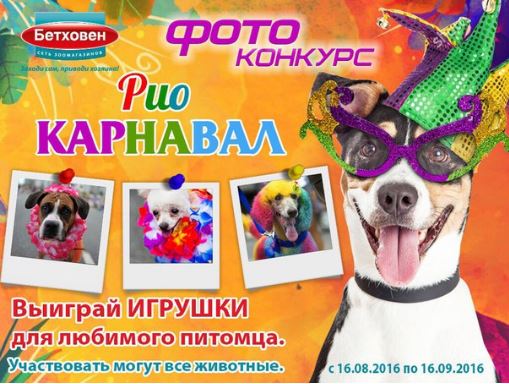 Бетховен
СЕТЬ ЗООМАГАЗИНОВ
Заходи сам, приводи хозяина!
ФОТО
КОНКУРС
Рио
КАРНАВАЛ
Выиграй ИГРУШКИ
для любимого питомца.
Участвовать могут все животные.
с 16.08.2016 по 16.09.2016